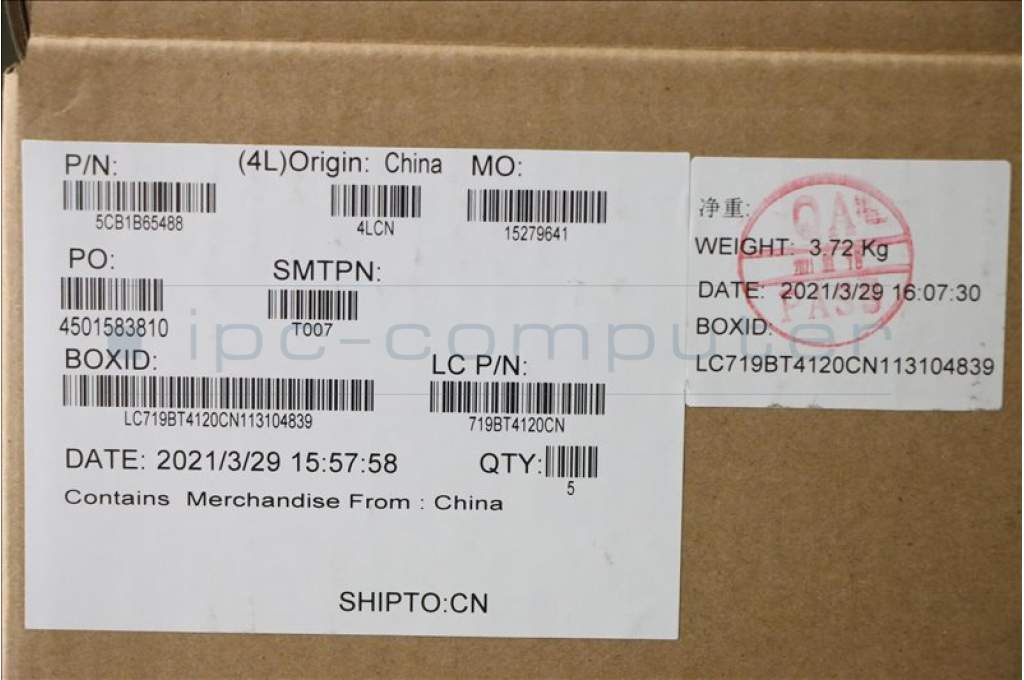 P/N: (4L)Origin: China MO:
5CB1B65488 4LCN 15279641
PO: SMTPN:
4501583810 T007
BOXID: LC P/N:
LC719BT4120CN113104839 719BT4120CN
DATE: 2021/3/29 15:57:58 QTY:
5
Contains Merchandise From : China
SHIPTO:CN
净重:
WEIGHT: 3.72 Kg
DATE: 2021/3/29 16:07:30
BOXID:
LC719BT4120CN113104839
QA
PASS
ipc-computer